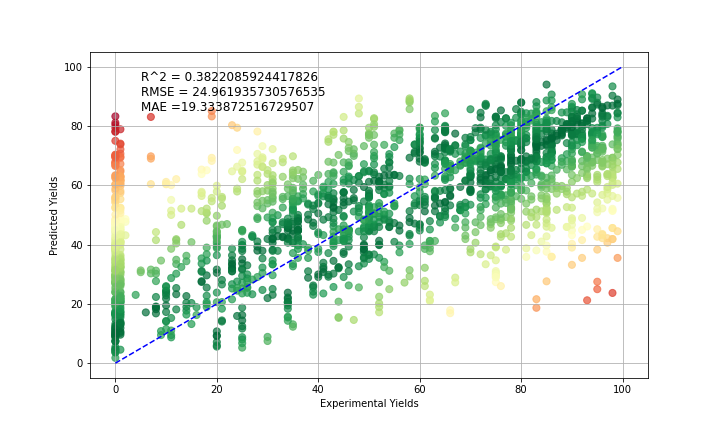 100
80
60
40
20
0
Predicted Yields
R^2 = 0.3822085924417826
RMSE = 24.961935730576535
MAE =19.333872516729507
0
20
40
60
80
100
Experimental Yields